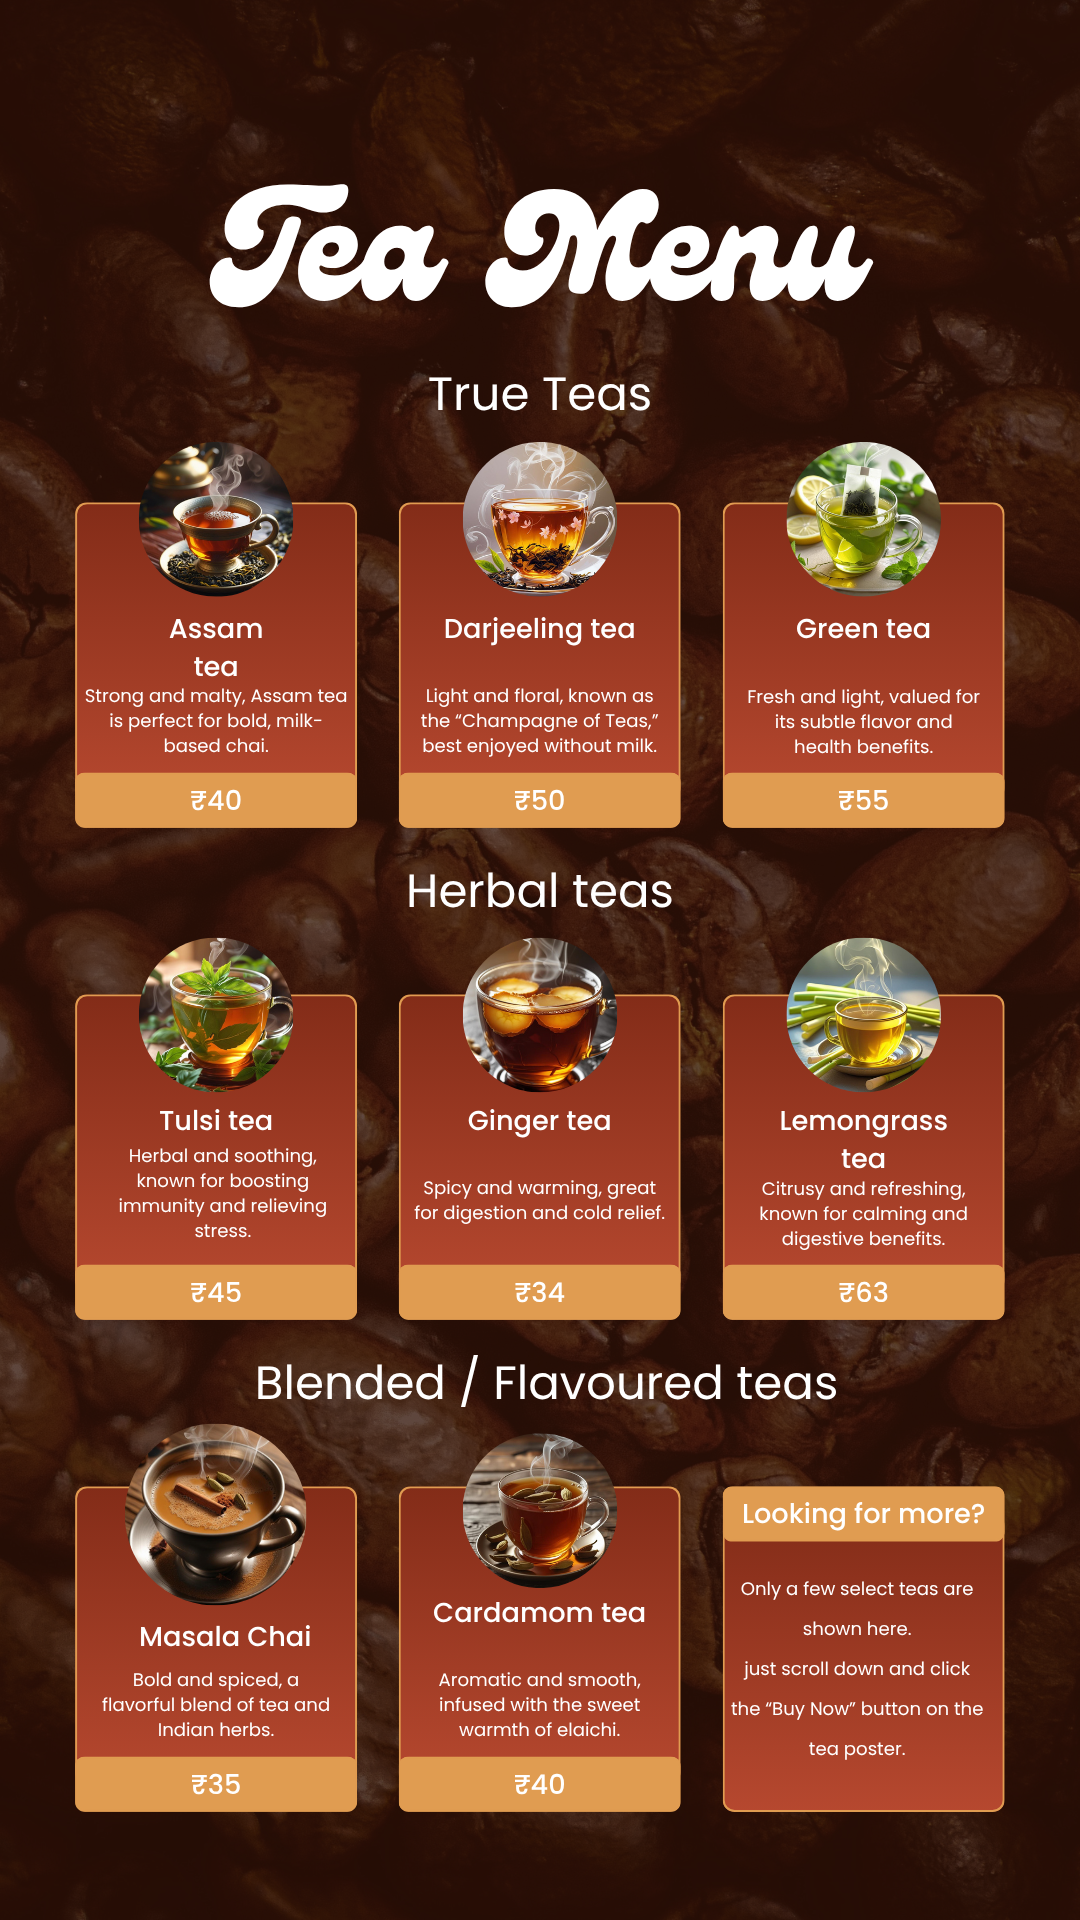 Tea Menu
True Teas
Assam
tea
Strong and malty, Assam tea
is perfect for bold, milk-
based chai.
₹40
Darjeeling tea
Light and floral, known as
the “Champagne of Teas,”
best enjoyed without milk.
₹50
Green tea
Fresh and light, valued for
its subtle flavor and
health benefits.
₹55
Herbal teas
Tulsi tea
Herbal and soothing,
known for boosting
immunity and relieving
stress.
₹45
Ginger tea
Spicy and warming, great
for digestion and cold relief.
₹34
Lemongrass
tea
Citrusy and refreshing,
known for calming and
digestive benefits.
₹63
Blended / Flavoured teas
Masala Chai
Bold and spiced, a
flavorful blend of tea and
Indian herbs.
₹35
Cardamom tea
Aromatic and smooth,
infused with the sweet
warmth of elaichi.
₹40
Looking for more?
Only a few select teas are
shown here.
just scroll down and click
the “Buy Now” button on the
tea poster.